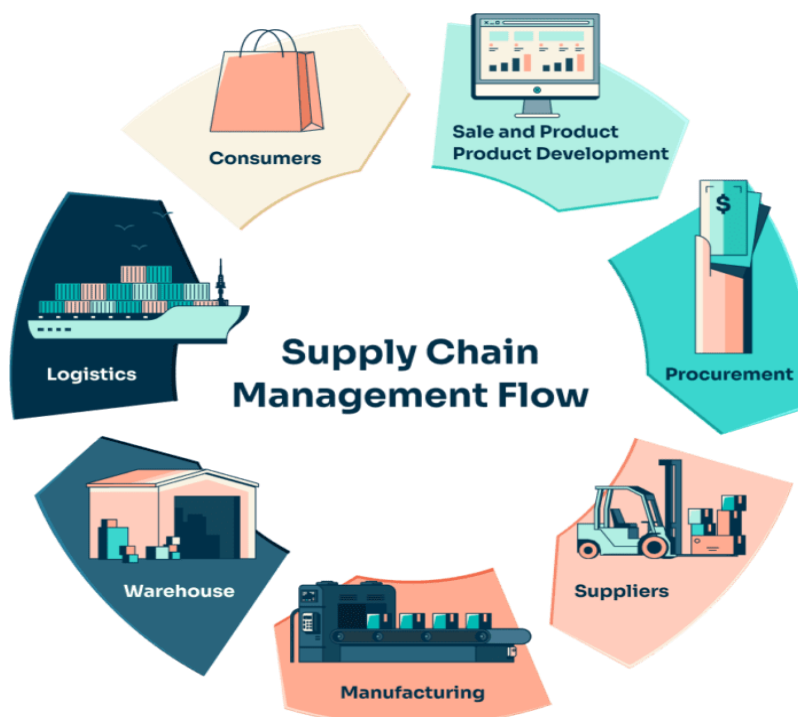 Supply Chain
Management Flow
Sale and Product
Product Development
$
Procurement
Suppliers
Manufacturing
Warehouse
Logistics
Consumers